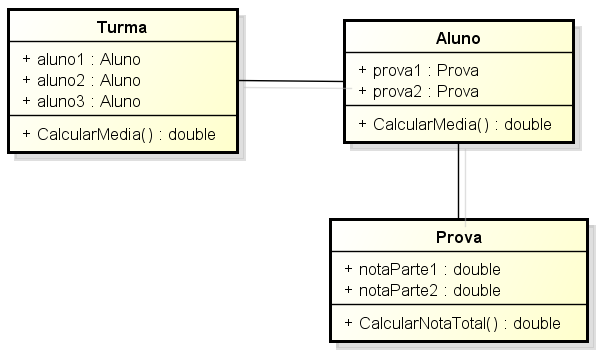 Turma
+ aluno1 : Aluno
+ aluno2 : Aluno
+ aluno3 : Aluno
+ CalcularMedia() : double
Aluno
+ prova1 : Prova
+ prova2 : Prova
+ CalcularMedia() : double
Prova
+ notaParte1 : double
+ notaParte2 : double
+ CalcularNotaTotal() : double